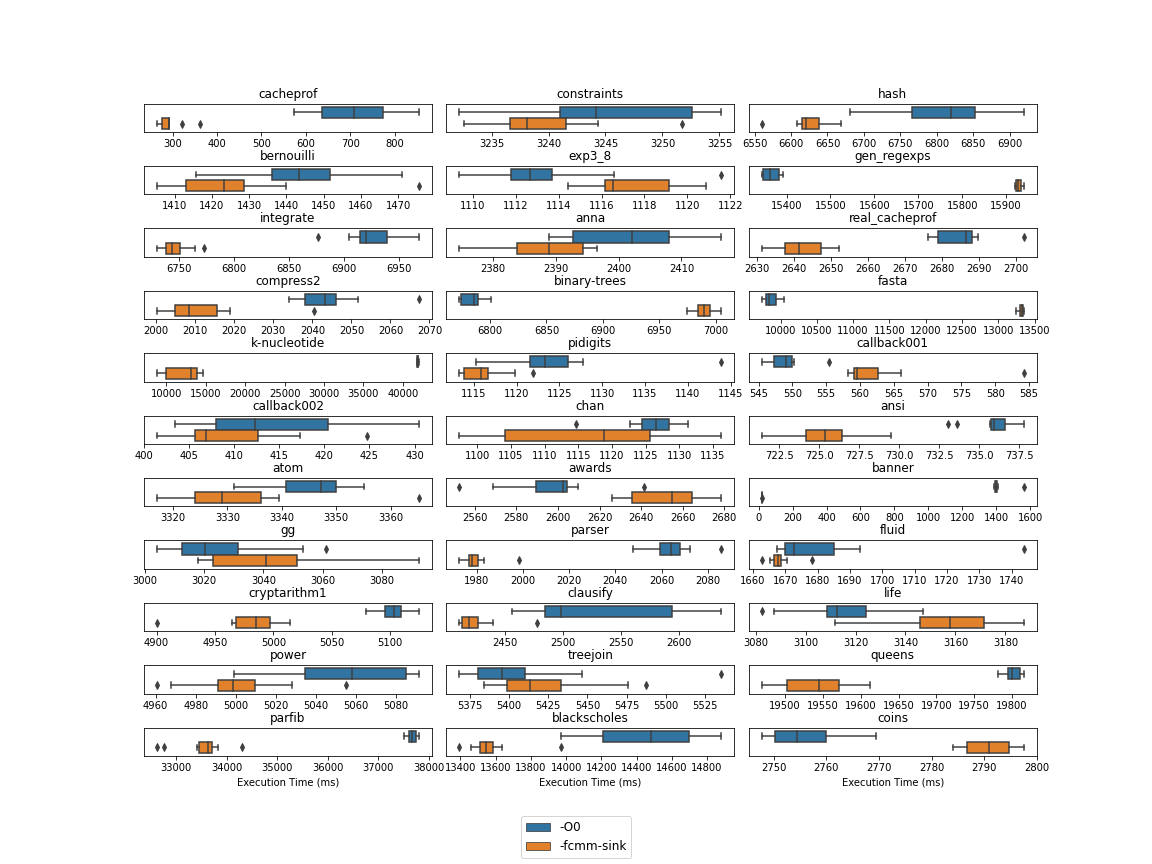 cacheprof constraints hash
300 400 500 600 700 800 3235 3240 3245 3250 3255 6550 6600 6650 6700 6750 6800 6850 6900
bernouilli exp3_8 gen_regexps
1410 1420 1430 1440 1450 1460 1470 1110 1112 1114 1116 1118 1120 1122 15400 15500 15600 15700 15800 15900
integrate anna real_cacheprof
6750 6800 6850 6900 6950 2380 2390 2400 2410 2630 2640 2650 2660 2670 2680 2690 2700
compress2 binary-trees fasta
2000 2010 2020 2030 2040 2050 2060 2070 6800 6850 6900 6950 7000 10000 10500 11000 11500 12000 12500 13000 13500
k-nucleotide pidigits callback001
10000 15000 20000 25000 30000 35000 40000 1115 1120 1125 1130 1135 1140 1145 545 550 555 560 565 570 575 580 585
callback002 chan ansi
400 405 410 415 420 425 430 1100 1105 1110 1115 1120 1125 1130 1135 722.5 725.0 727.5 730.0 732.5 735.0 737.5
atom awards banner
3320 3330 3340 3350 3360 2560 2580 2600 2620 2640 2660 2680 0 200 400 600 800 1000 1200 1400 1600
gg parser fluid
3000 3020 3040 3060 3080 1980 2000 2020 2040 2060 2080 1660 1670 1680 1690 1700 1710 1720 1730 1740
cryptarithm1 clausify life
4900 4950 5000 5050 5100 2450 2500 2550 2600 3080 3100 3120 3140 3160 3180
power treejoin queens
4960 4980 5000 5020 5040 5060 5080 5375 5400 5425 5450 5475 5500 5525 19500 19550 19600 19650 19700 19750 19800
parfib blackscholes coins
33000 34000 35000 36000 37000 38000 13400 13600 13800 14000 14200 14400 14600 14800 2750 2760 2770 2780 2790 2800
Execution Time (ms) Execution Time (ms) Execution Time (ms)
-O0
-fcmm-sink